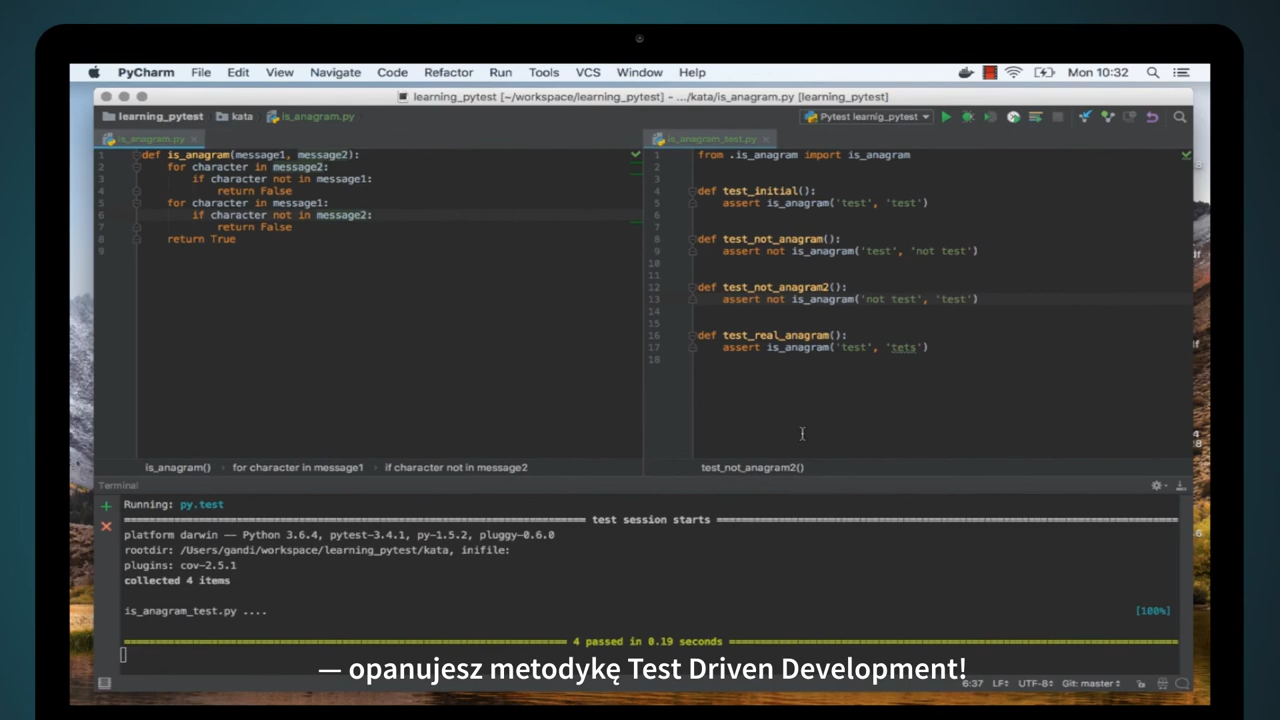 PyCharm File Edit View Navigate Code Refactor Run Tools VCS Window Help Mon 10:32
learning_pytest [~/workspace/learning_pytest] - .../kata/is_anagram.py [learning_pytest]
learning_pytest kata is_anagram.py Pytest learnig_pytest
is_anagram.py
1 def is_anagram(message1, message2):
2 for character in message2:
3 if character not in message1:
4 return False
5 for character in message1:
6 if character not in message2:
7 return False
8 return True
9
is_anagram() for character in message1 if character not in message2
is_anagram_test.py
1 from .is_anagram import is_anagram
2
3
4 def test_initial():
5 assert is_anagram('test', 'test')
6
7
8 def test_not_anagram():
9 assert not is_anagram('test', 'not test')
10
11
12 def test_not_anagram2():
13 assert not is_anagram('not test', 'test')
14
15
16 def test_real_anagram():
17 assert is_anagram('test', 'tets')
18
test_not_anagram2()
Terminal
Running: py.test
test session starts
platform darwin -- Python 3.6.4, pytest-3.4.1, py-1.5.2, pluggy-0.6.0
rootdir: /Users/gandi/workspace/learning_pytest/kata, inifile:
plugins: cov-2.5.1
collected 4 items
is_anagram_test.py .... [100%]
4 passed in 0.19 seconds
— opanujesz metodykę Test Driven Development!
6:37 LF UTF-8 Git: master